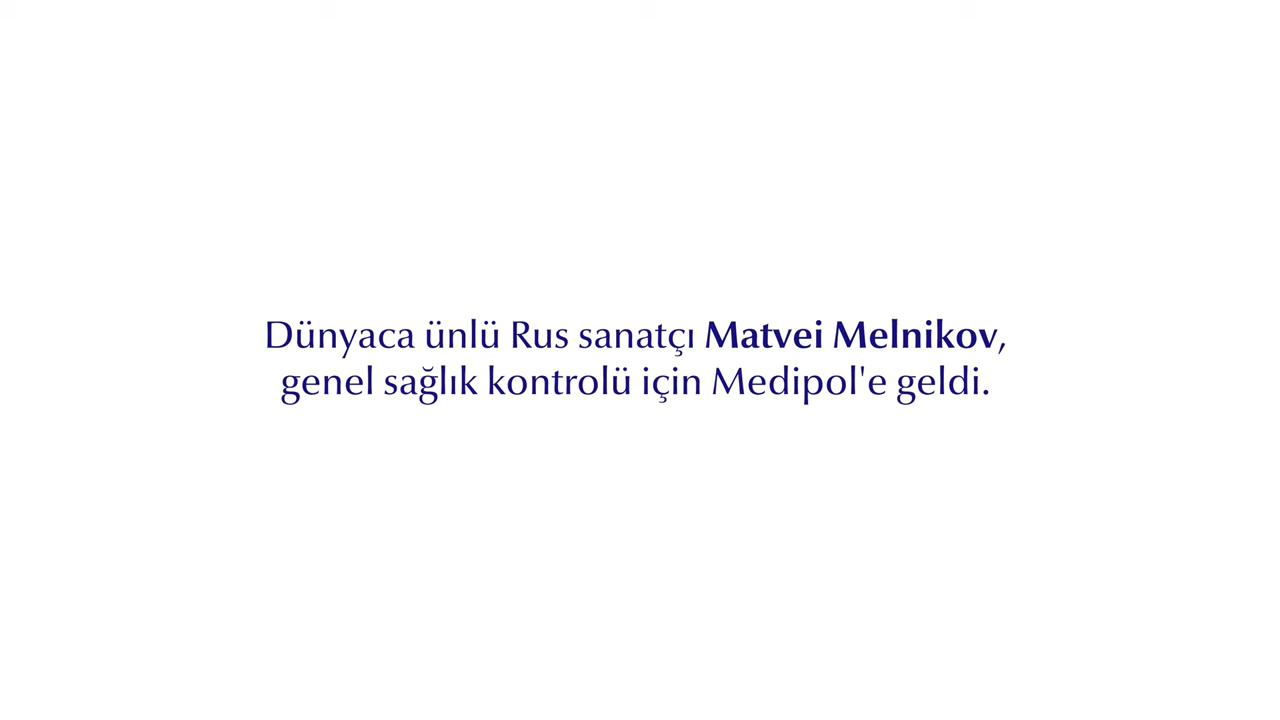 Dünyaca ünlü Rus sanatçı Matvei Melnikov,
genel sağlık kontrolü için Medipol'e geldi.